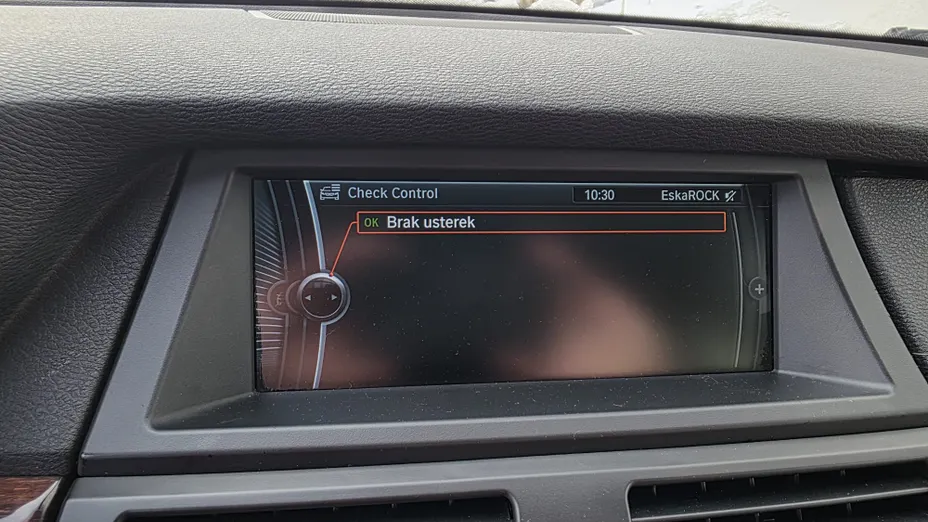 Check Control 10:30 EskaROCK
OK Brak usterek